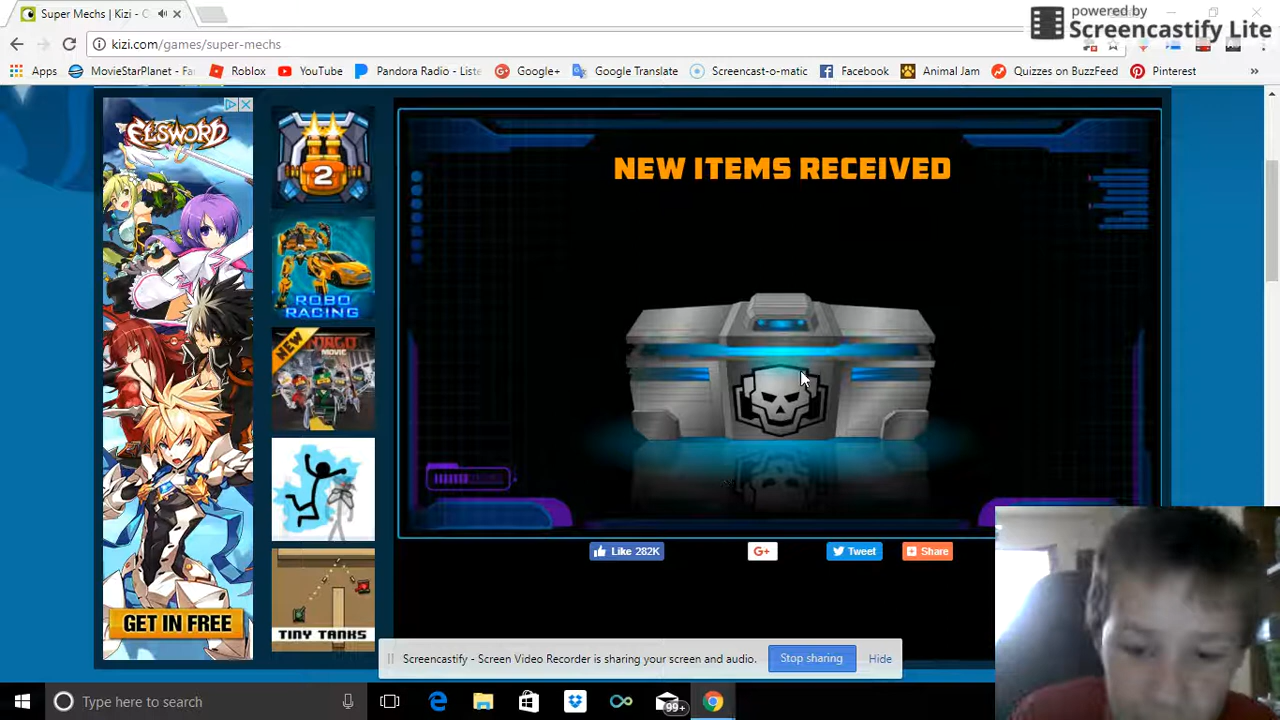 Super Mechs | Kizi - O
powered by
Screencastify Lite
kizi.com/games/super-mechs
Apps
MovieStarPlanet - Fa
Roblox
YouTube
Pandora Radio - Liste
Google+
Google Translate
Screencast-o-matic
Facebook
Animal Jam
Quizzes on BuzzFeed
Pinterest
»
ELSWORD
2
NEW ITEMS RECEIVED
ROBO
RACING
NEW
NINJAGO
MOVIE
GET IN FREE
TINY TANKS
Like 282K
G+
Tweet
Share
Screencastify - Screen Video Recorder is sharing your screen and audio.
Stop sharing
Hide
Type here to search
99+